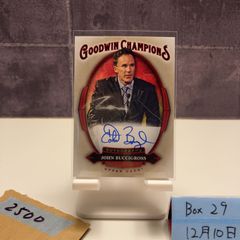 GOODWIN CHAMPIONS
JOHN BUCCIGROSS
UPPER DECK
2500
Box 29
12月10日